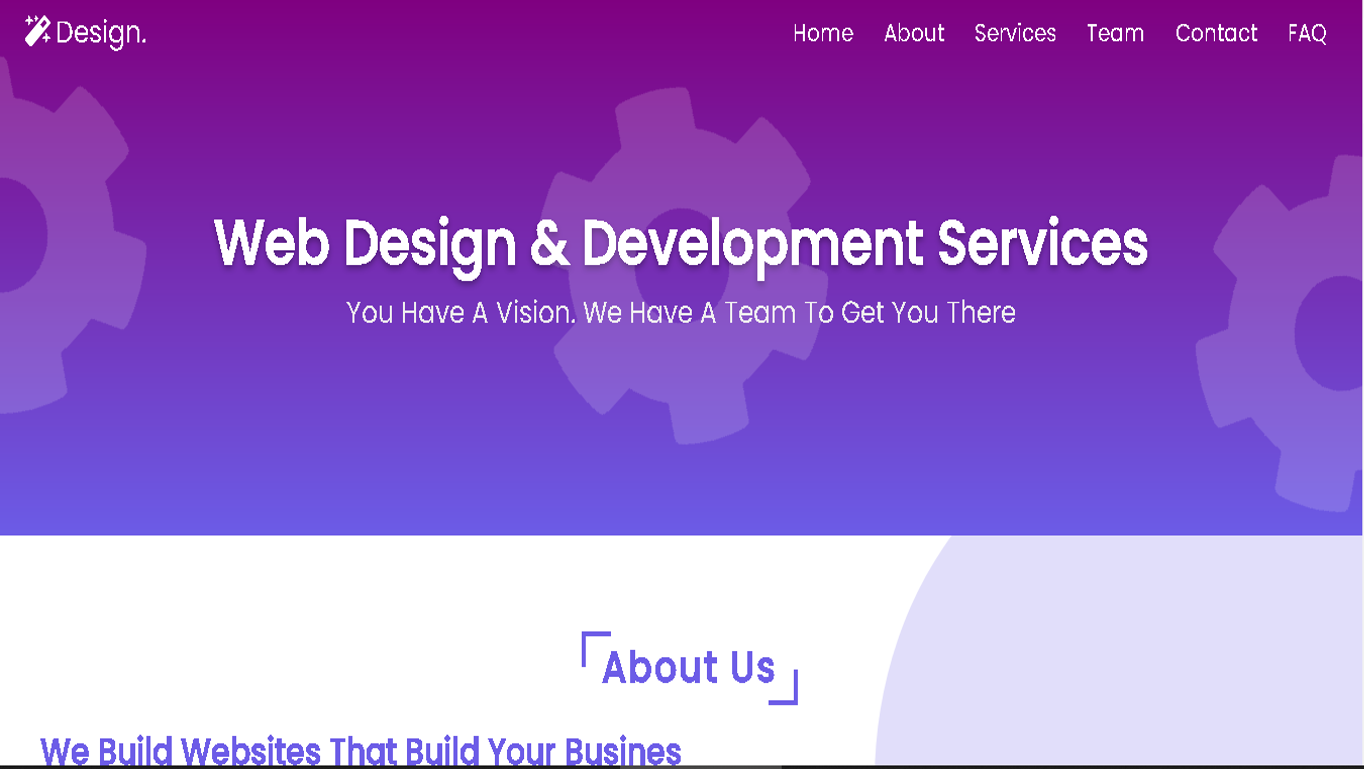 Design.
Home About Services Team Contact FAQ
Web Design & Development Services
You Have A Vision. We Have A Team To Get You There
About Us
We Build Websites That Build Your Busines